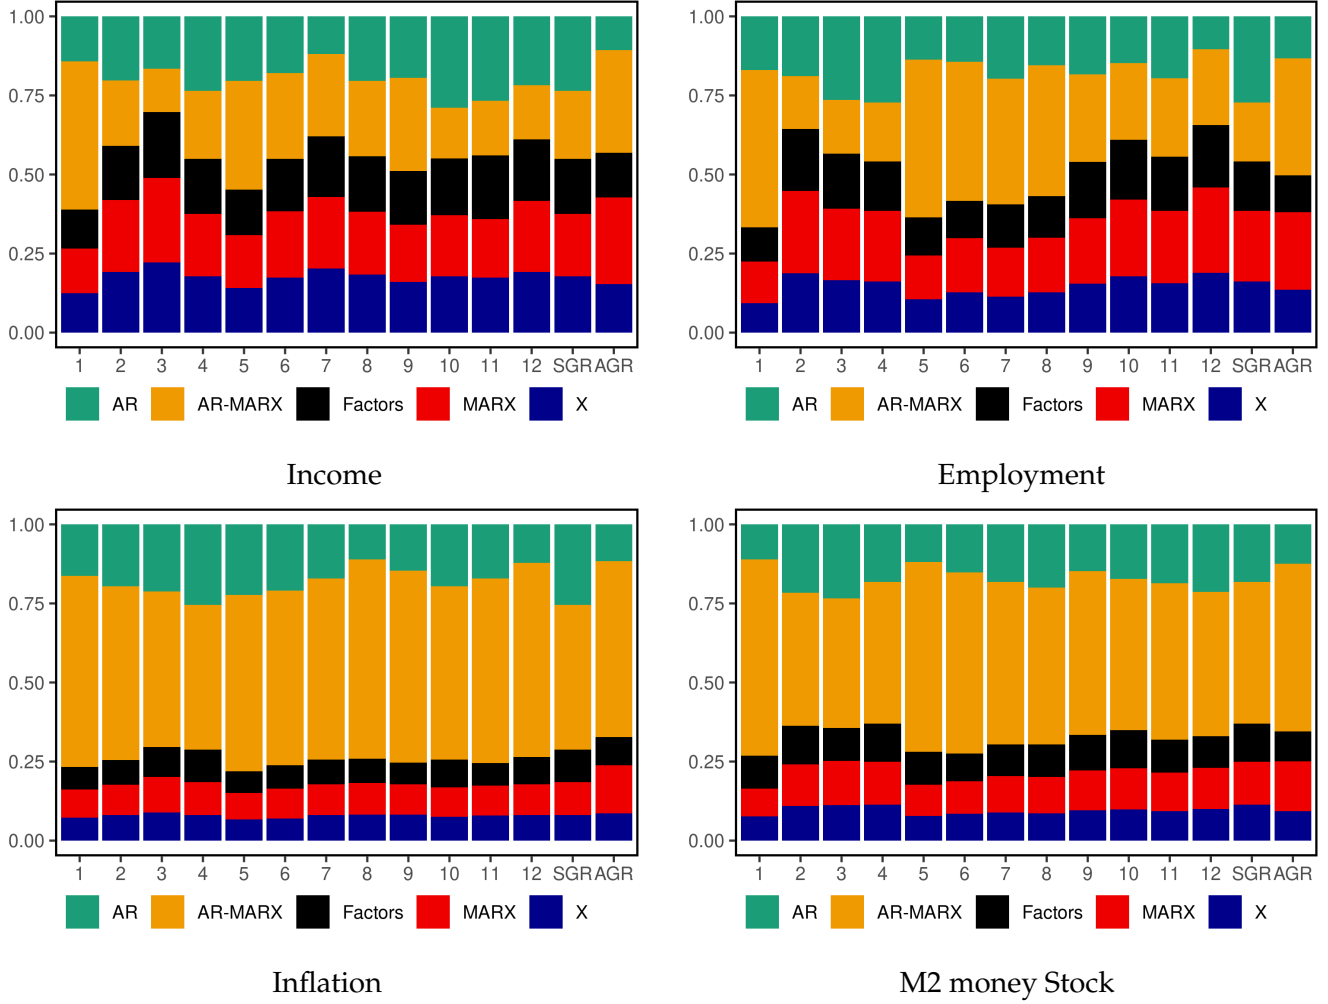 1.00
0.75
0.50
0.25
0.00
1 2 3 4 5 6 7 8 9 10 11 12 SGR AGR
AR AR-MARX Factors MARX X
Income
1.00
0.75
0.50
0.25
0.00
1 2 3 4 5 6 7 8 9 10 11 12 SGR AGR
AR AR-MARX Factors MARX X
Employment
1.00
0.75
0.50
0.25
0.00
1 2 3 4 5 6 7 8 9 10 11 12 SGR AGR
AR AR-MARX Factors MARX X
Inflation
1.00
0.75
0.50
0.25
0.00
1 2 3 4 5 6 7 8 9 10 11 12 SGR AGR
AR AR-MARX Factors MARX X
M2 money Stock